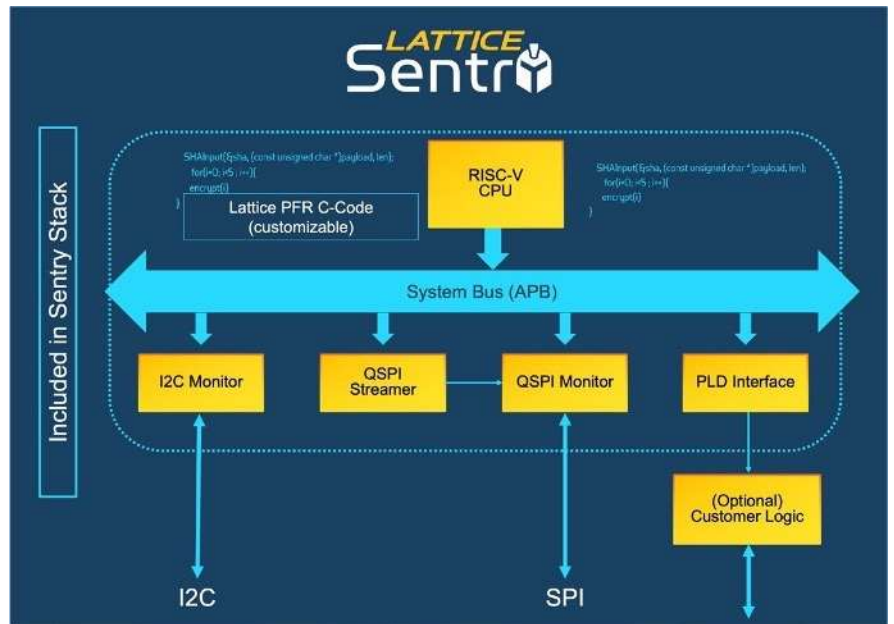 LATTICE
Sentry
Included in Sentry Stack
SHAInput(&sha, (const unsigned char *)payload, len);
for(i=0; i<5 ; i++){
encrypt(i)
}
Lattice PFR C-Code
(customizable)
RISC-V
CPU
SHAInput(&sha, (const unsigned char *)payload, len);
for(i=0; i<5 ; i++){
encrypt(i)
}
System Bus (APB)
I2C Monitor
QSPI
Streamer
QSPI Monitor
PLD Interface
(Optional)
Customer Logic
I2C
SPI